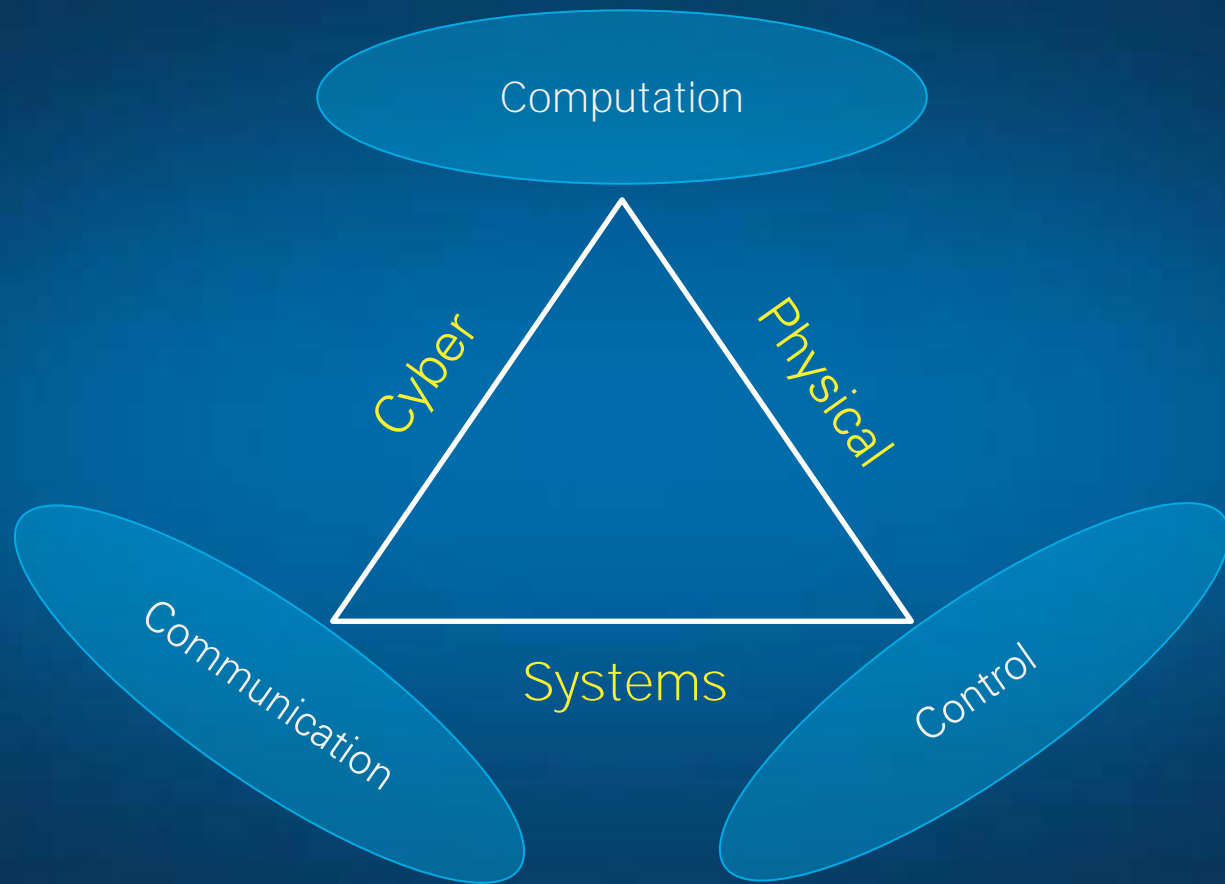 Computation
Cyber
Physical
Communication
Systems
Control